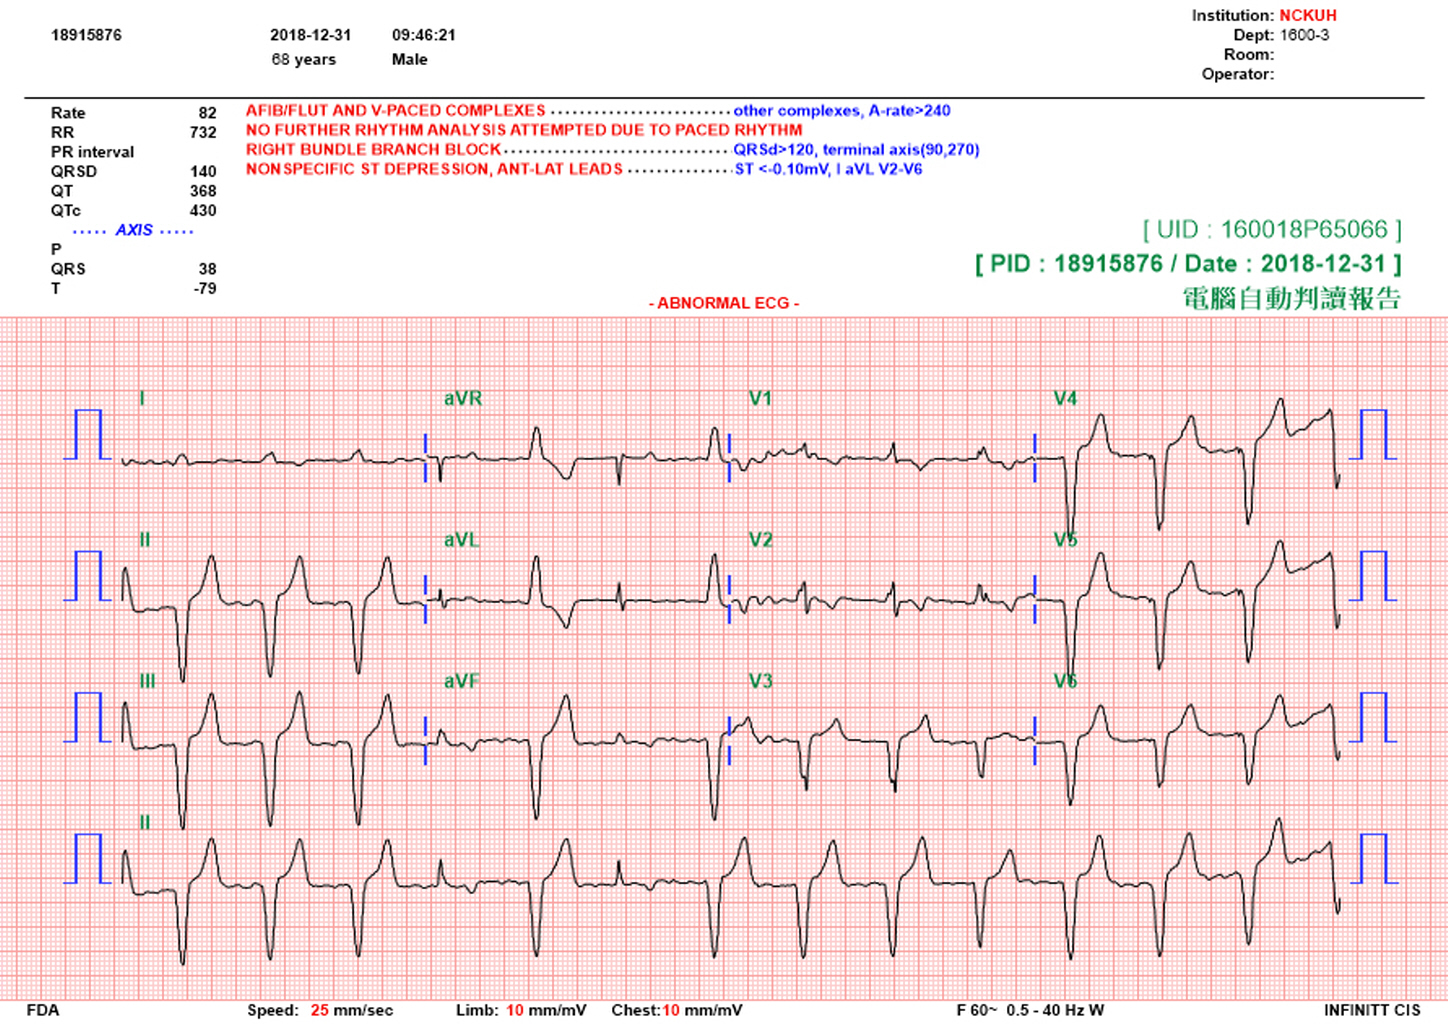 Institution: NCKUH
18915876 2018-12-31 09:46:21 Dept: 1600-3
68 years Male Room:
Operator:
Rate 82 AFIB/FLUT AND V-PACED COMPLEXES ........................ other complexes, A-rate>240
RR 732 NO FURTHER RHYTHM ANALYSIS ATTEMPTED DUE TO PACED RHYTHM
PR interval RIGHT BUNDLE BRANCH BLOCK .............................. QRSd>120, terminal axis(90,270)
QRSD 140 NONSPECIFIC ST DEPRESSION, ANT-LAT LEADS .............. ST <-0.10mV, I aVL V2-V6
QT 368
QTc 430
..... AXIS .....
P
QRS 38
T -79
[ UID : 160018P65066 ]
[ PID : 18915876 / Date : 2018-12-31 ]
電腦自動判讀報告
- ABNORMAL ECG -
I aVR V1 V4
II aVL V2 V5
III aVF V3 V6
II
FDA Speed: 25 mm/sec Limb: 10 mm/mV Chest:10 mm/mV F 60~ 0.5 - 40 Hz W INFINITT CIS